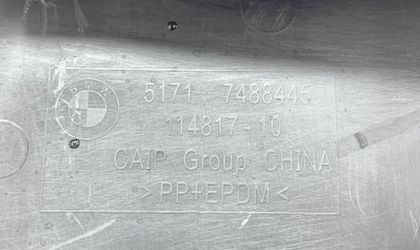 BMW
5171 - 7488445
114817-10
CAIP Group CHINA
>PP+EPDM<